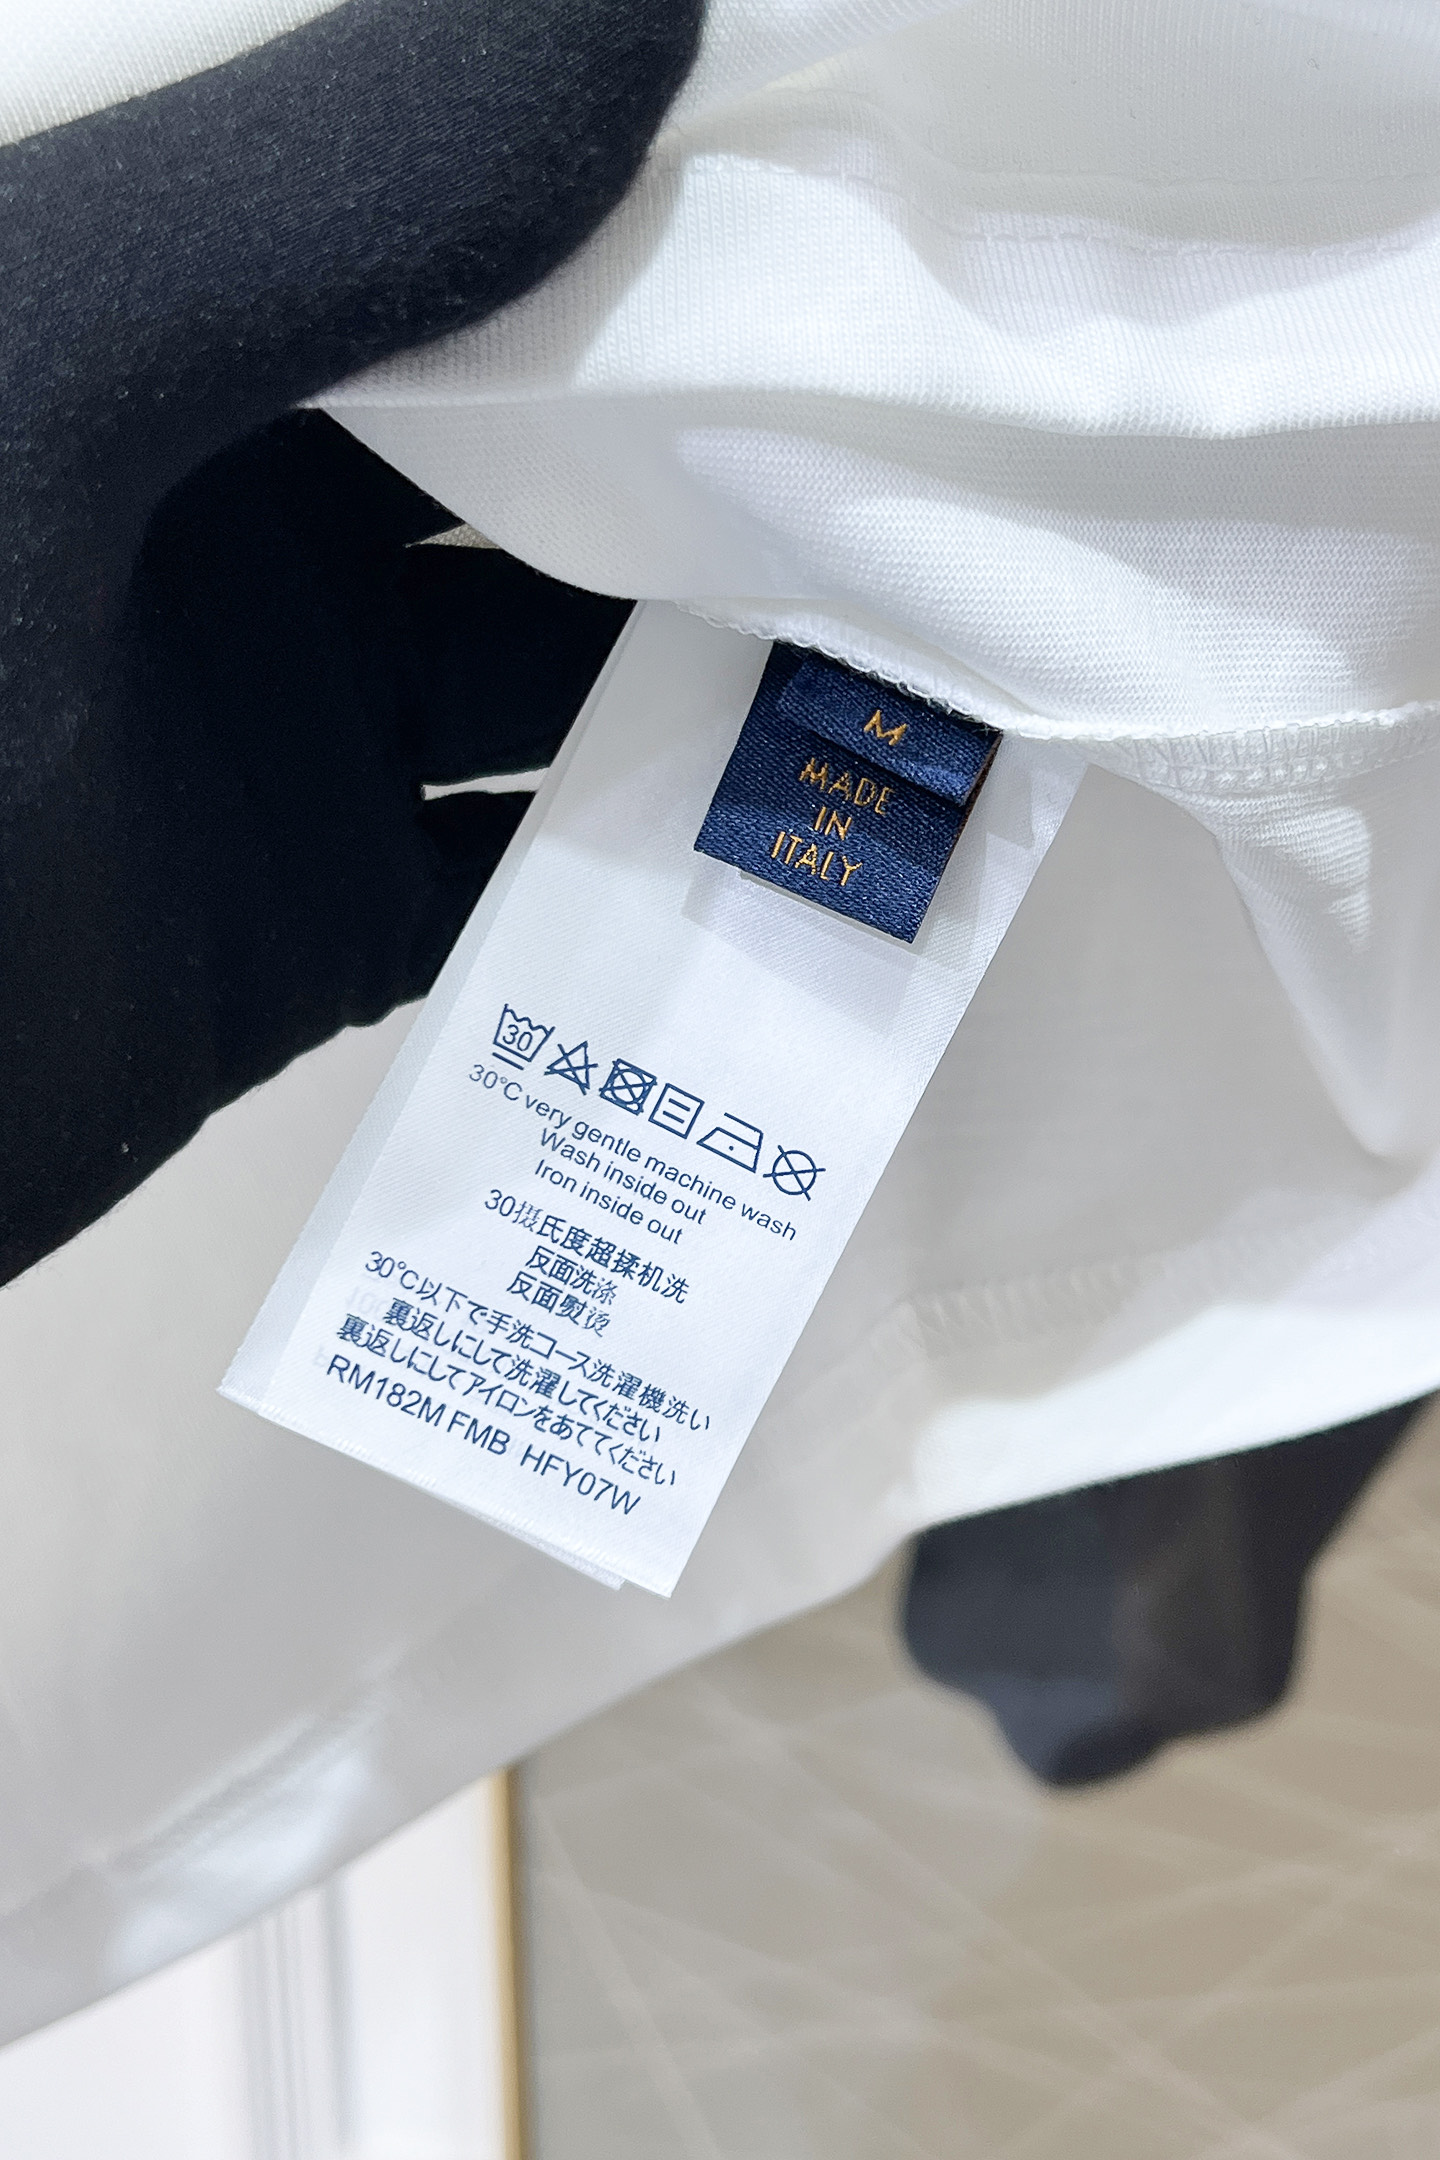 M
MADE
IN
ITALY
30
30°C very gentle machine wash
Wash inside out
Iron inside out
30摄氏度超揉机洗
反面洗涤
反面熨烫
30°C以下で手洗コース洗濯機洗い
裏返しにして洗濯してください
裏返しにしてアイロンをあててください
RM182M FMB HFY07W